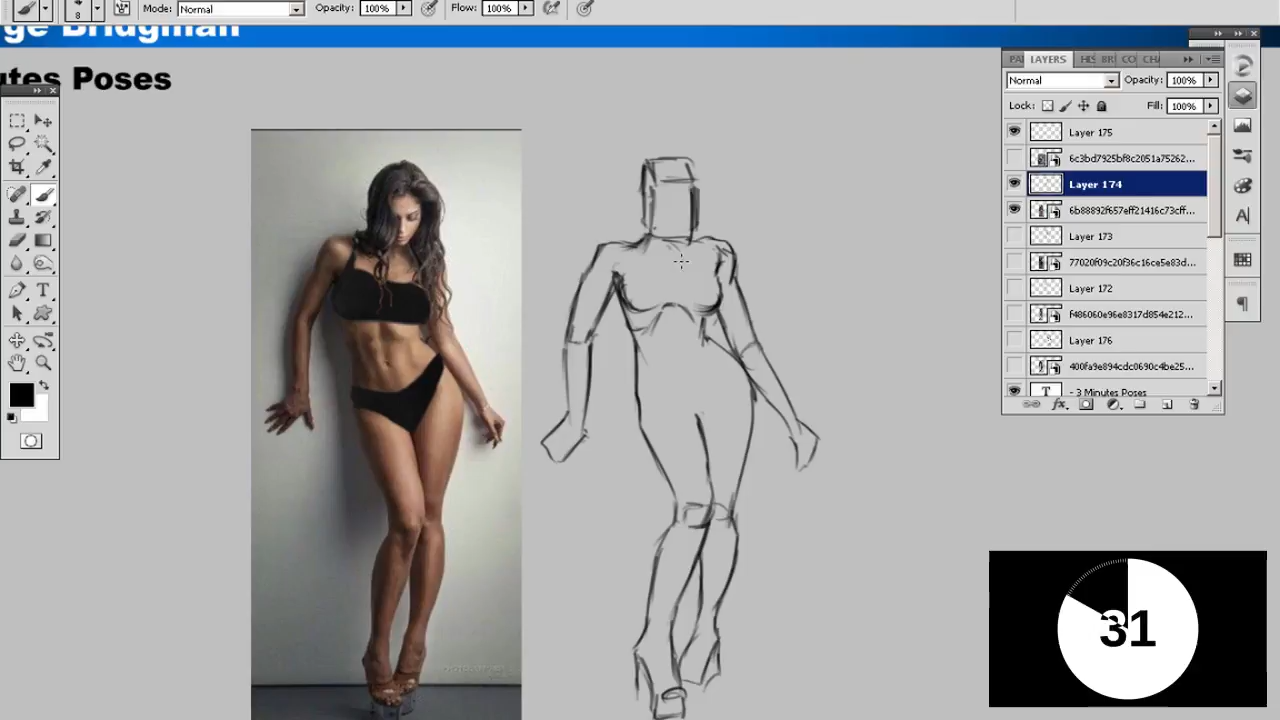 Mode: Normal Opacity: 100% Flow: 100%
ge Bridgman
utes Poses
LAYERS
Normal Opacity: 100%
Lock: Fill: 100%
Layer 175
6c3bd7925bf8c2051a75262...
Layer 174
6b88892f657eff21416c73cff...
Layer 173
77020f09c20f36c16ce5e83d...
Layer 172
f486060e96e8317d854e212...
Layer 176
400fa9e894cdc0690c4be25...
T - 3 Minutes Poses
31